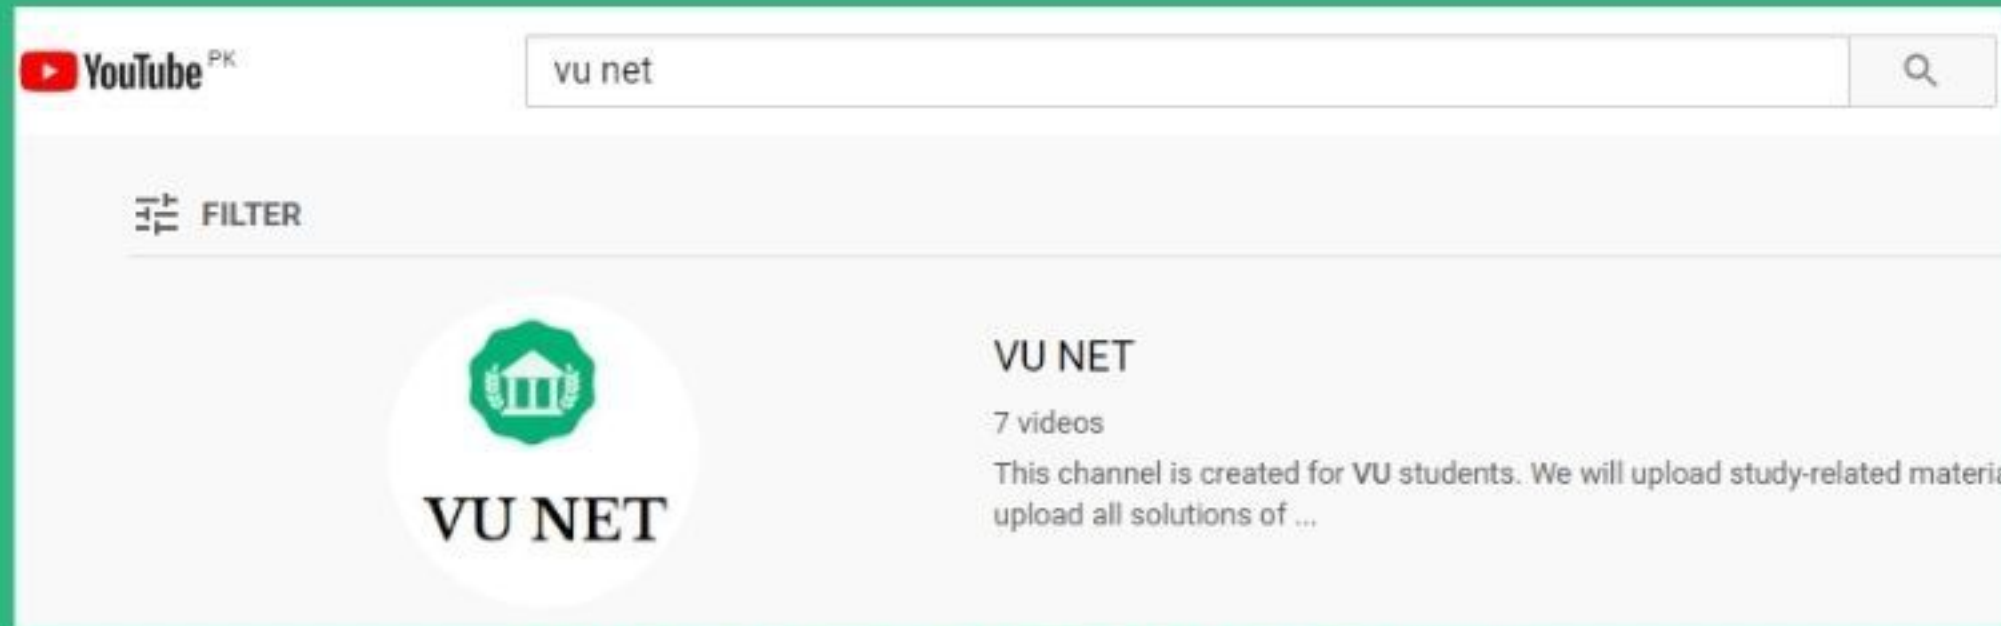 YouTube PK
vu net
FILTER
VU NET
VU NET
7 videos
This channel is created for VU students. We will upload study-related materia
upload all solutions of ...